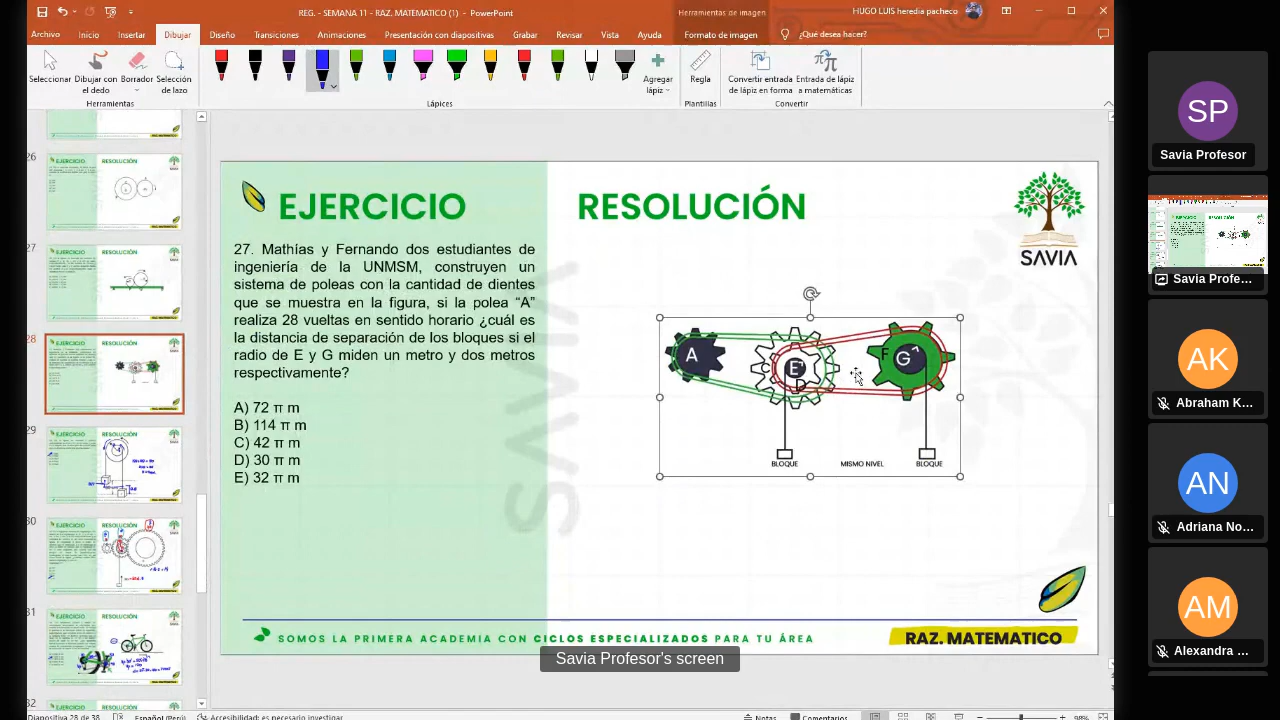 REG. - SEMANA 11 - RAZ. MATEMATICO (1) - PowerPoint
Herramientas de imagen
HUGO LUIS heredia pacheco
Archivo
Inicio
Insertar
Dibujar
Diseño
Transiciones
Animaciones
Presentación con diapositivas
Grabar
Revisar
Vista
Ayuda
Formato de imagen
¿Qué desea hacer?
Seleccionar
Dibujar con el dedo
Borrador
Selección de lazo
Agregar lápiz
Regla
Convertir entrada de lápiz en forma
Entrada de lápiz a matemáticas
Herramientas
Lápices
Plantillas
Convertir
26
27
28
29
30
31
32
EJERCICIO
RESOLUCIÓN
SAVIA
27. Mathías y Fernando dos estudiantes de
ingeniería de la UNMSM, construyen un
sistema de poleas con la cantidad de dientes
que se muestra en la figura, si la polea “A”
realiza 28 vueltas en sentido horario ¿cuál es
la distancia de separación de los bloques si el
radio de E y G miden un metro y dos metros
respectivamente?
A) 72 π m
B) 114 π m
C) 42 π m
D) 30 π m
E) 32 π m
A
C
E
D
F
G
BLOQUE
MISMO NIVEL
BLOQUE
SOMOS LA PRIMERA ACADEMIA CON CICLOS ESPECIALIZADOS PARA TU ÁREA
RAZ. MATEMATICO
Savia Profesor's screen
Diapositiva 28 de 38
Español (Perú)
Accesibilidad: es necesario investigar
Notas
Comentarios
98%
SP
Savia Profesor
Savia Profe...
AK
Abraham K...
AN
Adriana No...
AM
Alexandra ...